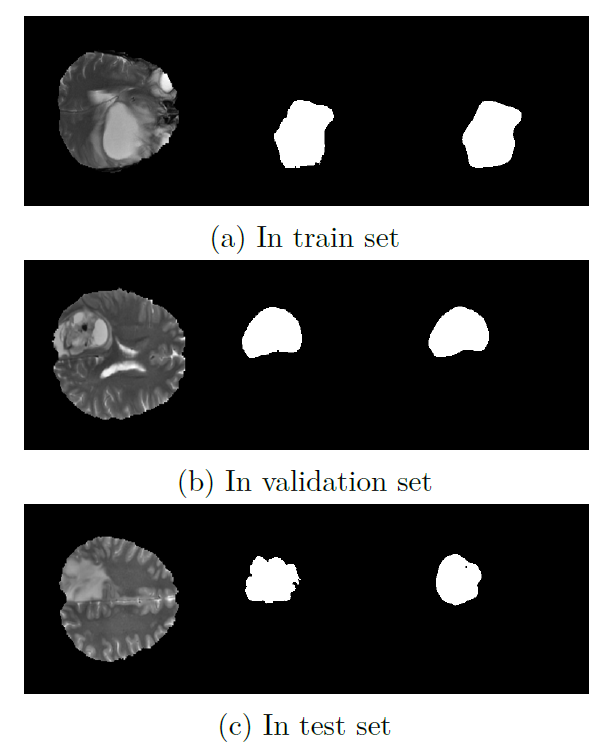 (a) In train set
(b) In validation set
(c) In test set